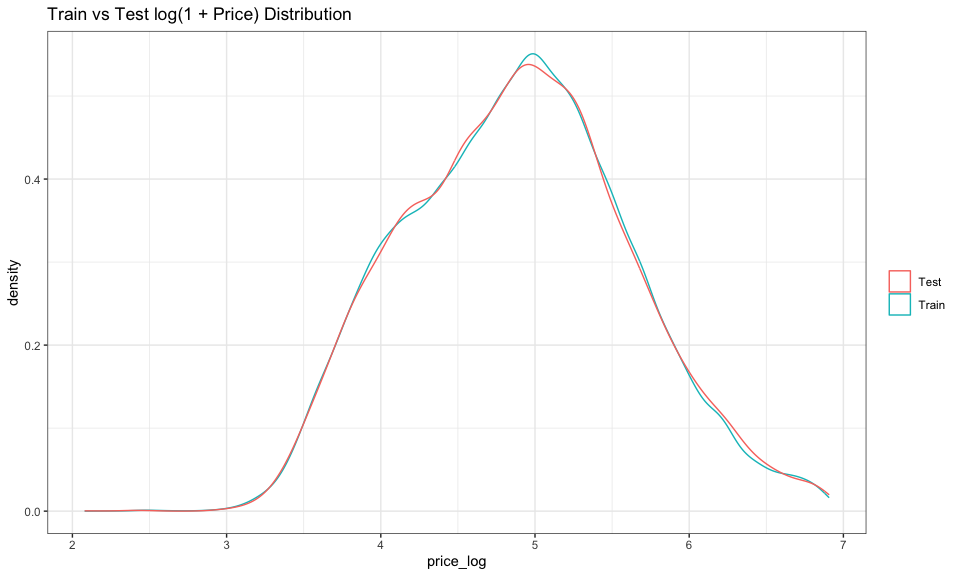 Train vs Test log(1 + Price) Distribution
density
0.4
0.2
0.0
2 3 4 5 6 7
price_log
Test
Train